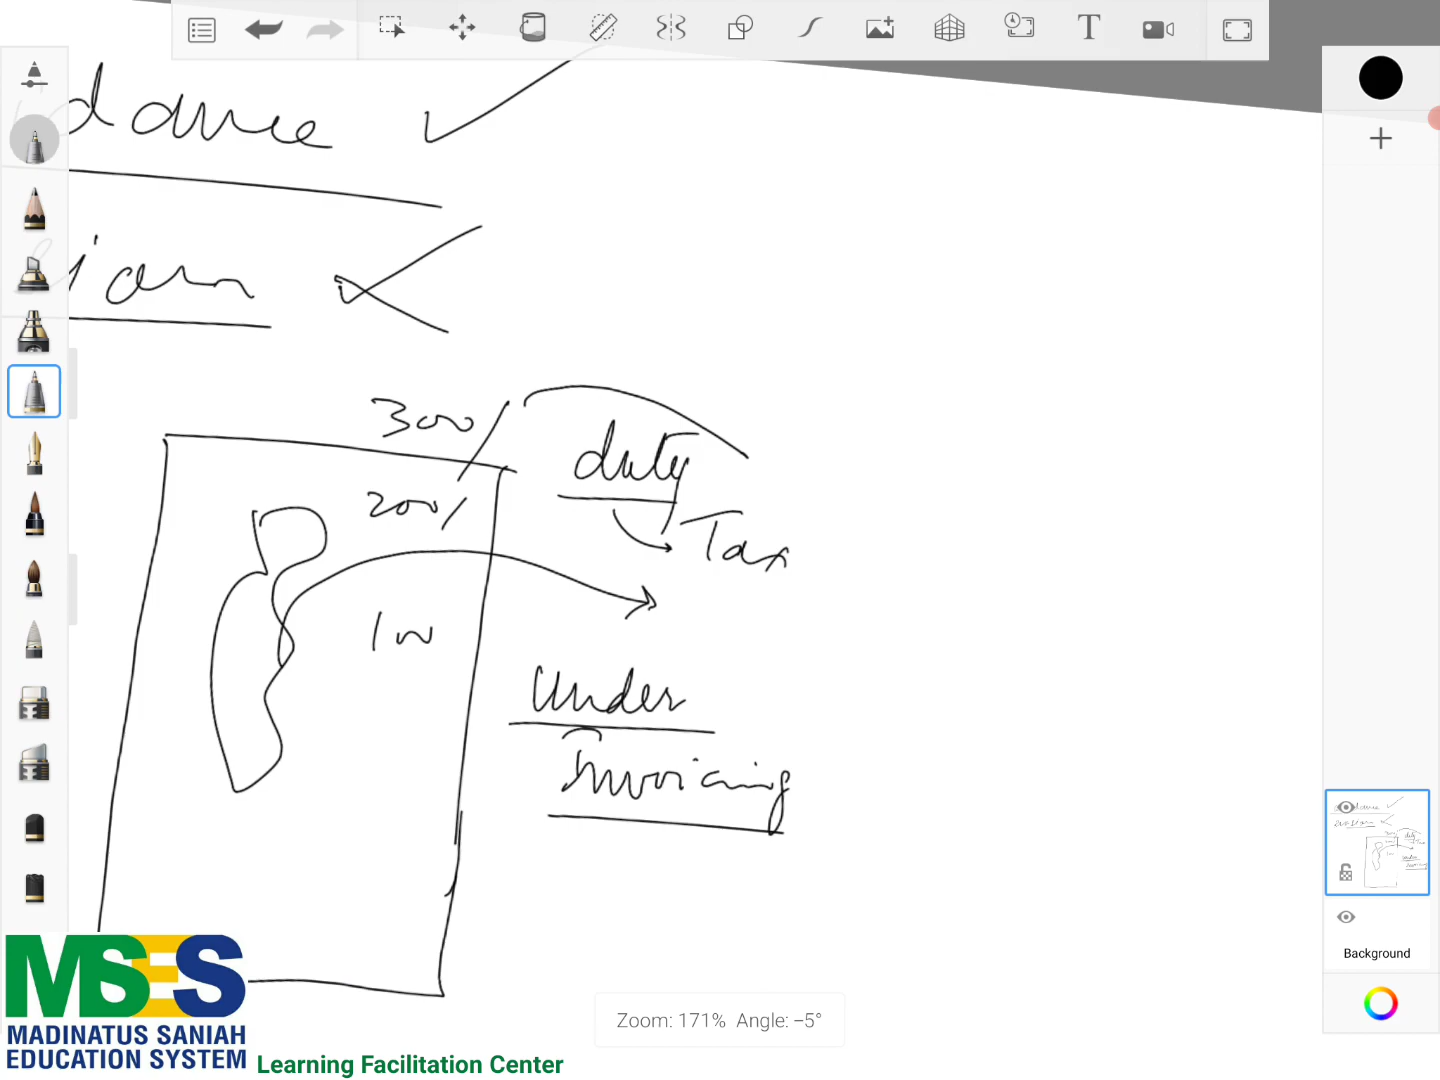 300/
duty
200/
Tax
100
under
Invoicing
Zoom: 171% Angle: –5°
Background
MSES
MADINATUS SANIAH
EDUCATION SYSTEM
Learning Facilitation Center